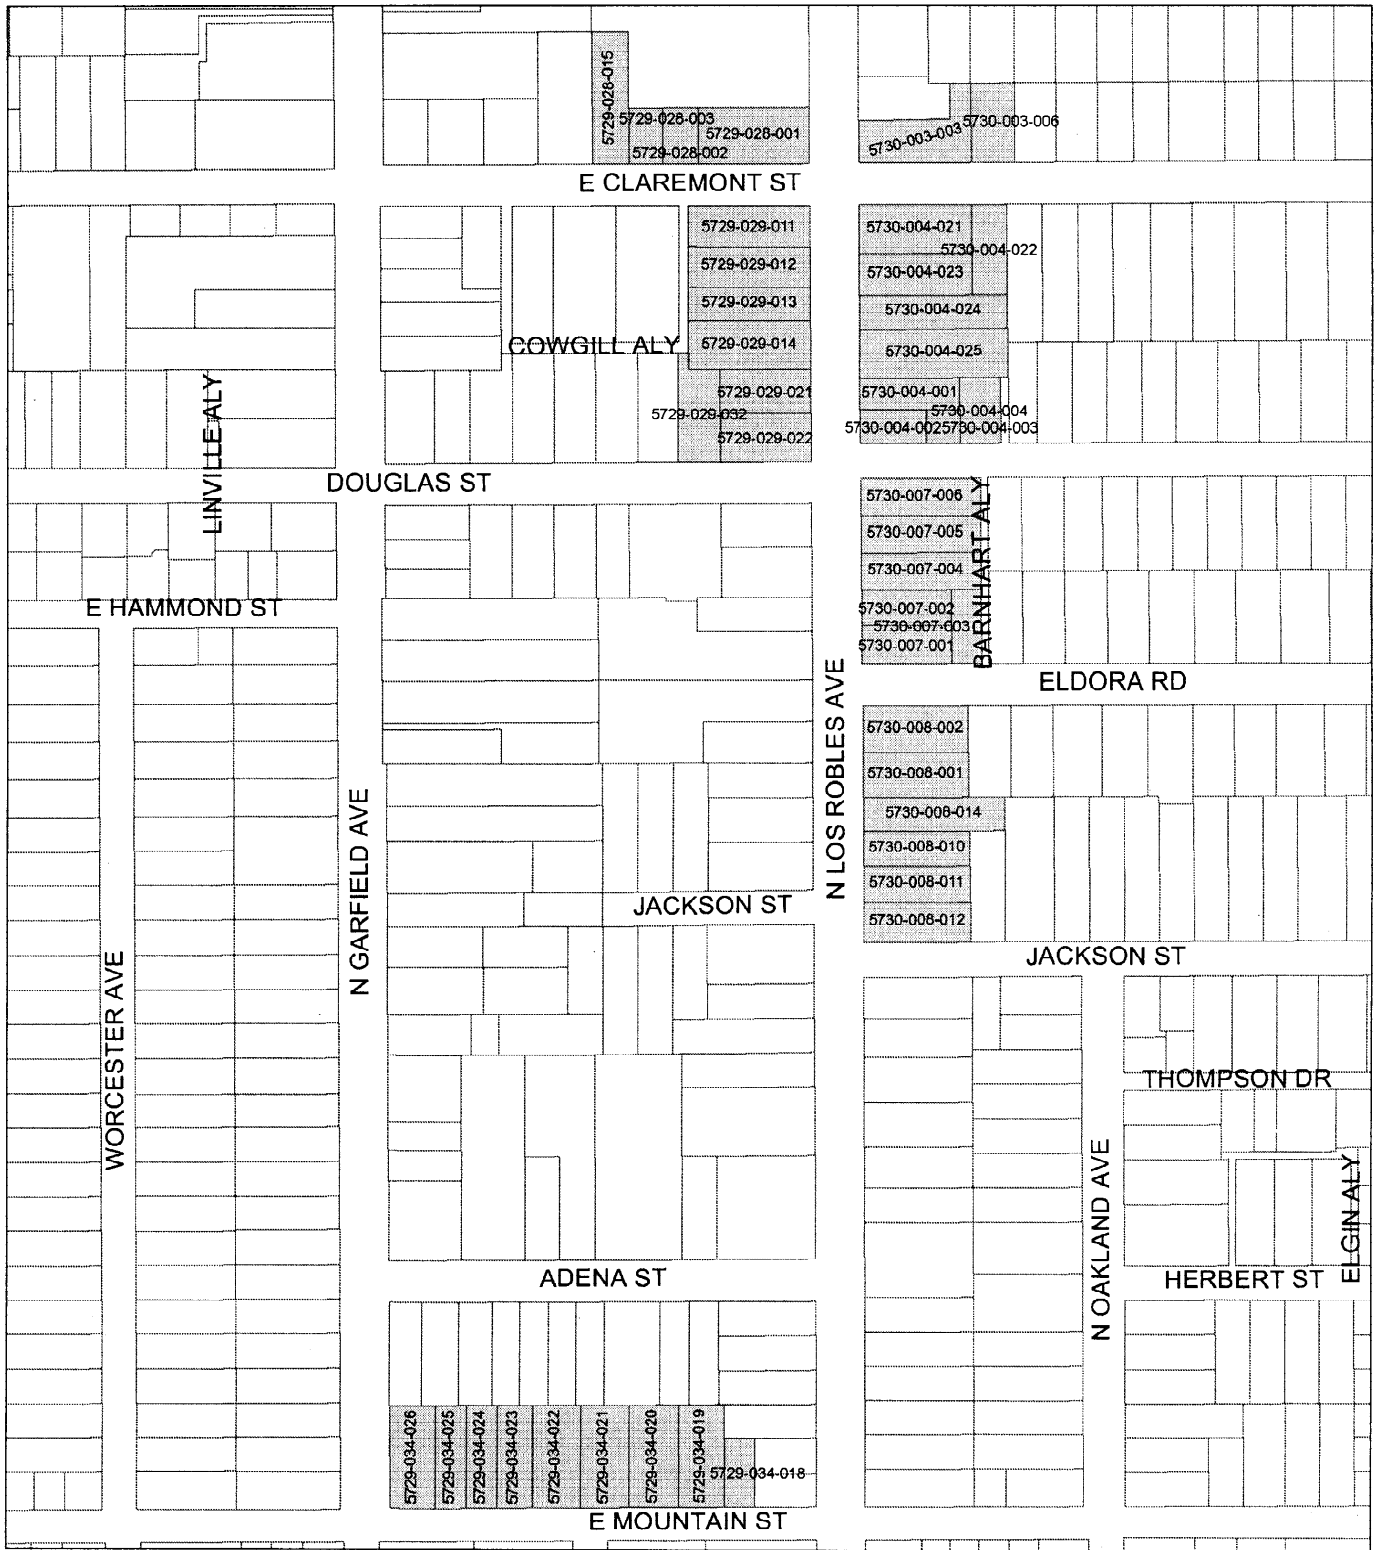 5729-028-015
5729-028-003
5729-028-001
5729-028-002
5730-003-003
5730-003-006
E CLAREMONT ST
5729-029-011
5729-029-012
5729-029-013
5729-029-014
COWGILL ALY
5729-029-021
5729-029-032
5729-029-022
5730-004-021
5730-004-022
5730-004-023
5730-004-024
5730-004-025
5730-004-001
5730-004-004
5730-004-002
5730-004-003
LINVILLE ALY
DOUGLAS ST
5730-007-006
5730-007-005
5730-007-004
5730-007-002
5730-007-003
5730-007-001
BARNHART ALY
E HAMMOND ST
ELDORA RD
N LOS ROBLES AVE
5730-008-002
5730-008-001
5730-008-014
5730-008-010
5730-008-011
5730-008-012
N GARFIELD AVE
JACKSON ST
JACKSON ST
WORCESTER AVE
THOMPSON DR
N OAKLAND AVE
ELGIN ALY
ADENA ST
HERBERT ST
5729-034-026
5729-034-025
5729-034-024
5729-034-023
5729-034-022
5729-034-021
5729-034-020
5729-034-019
5729-034-018
E MOUNTAIN ST